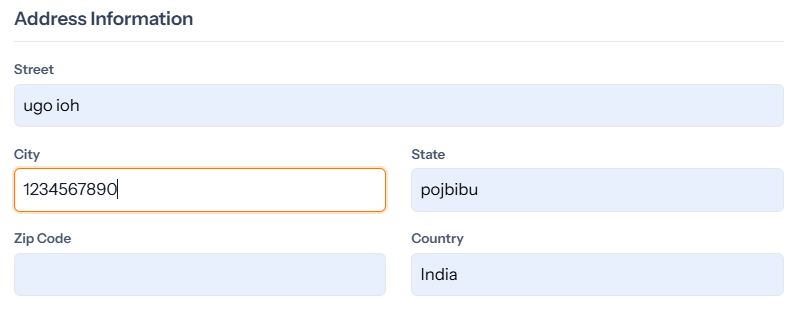 Address Information
Street
ugo ioh
City
State
1234567890
pojbibu
Zip Code
Country
India